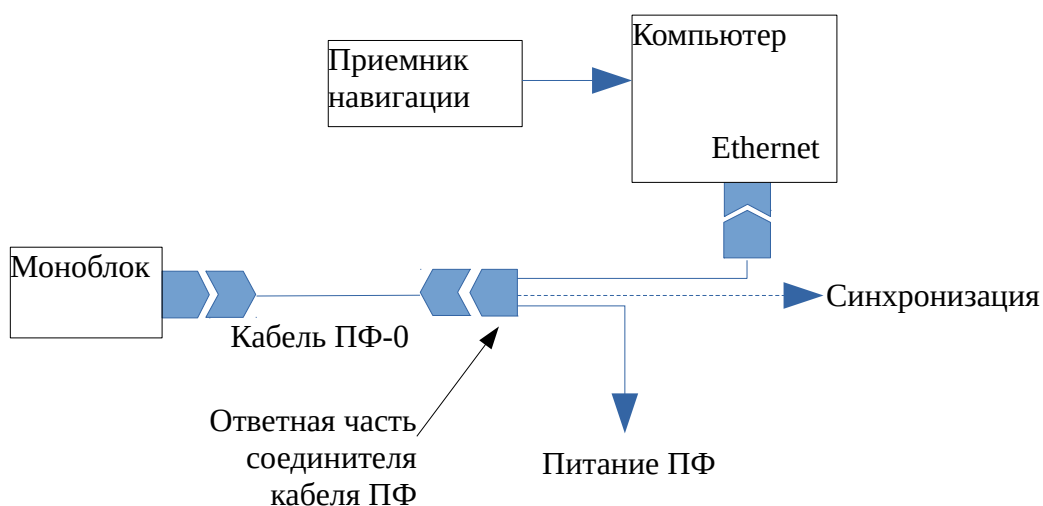 Компьютер
Приемник
навигации
Ethernet
Моноблок
Синхронизация
Кабель ПФ-0
Ответная часть
соединителя
кабеля ПФ
Питание ПФ